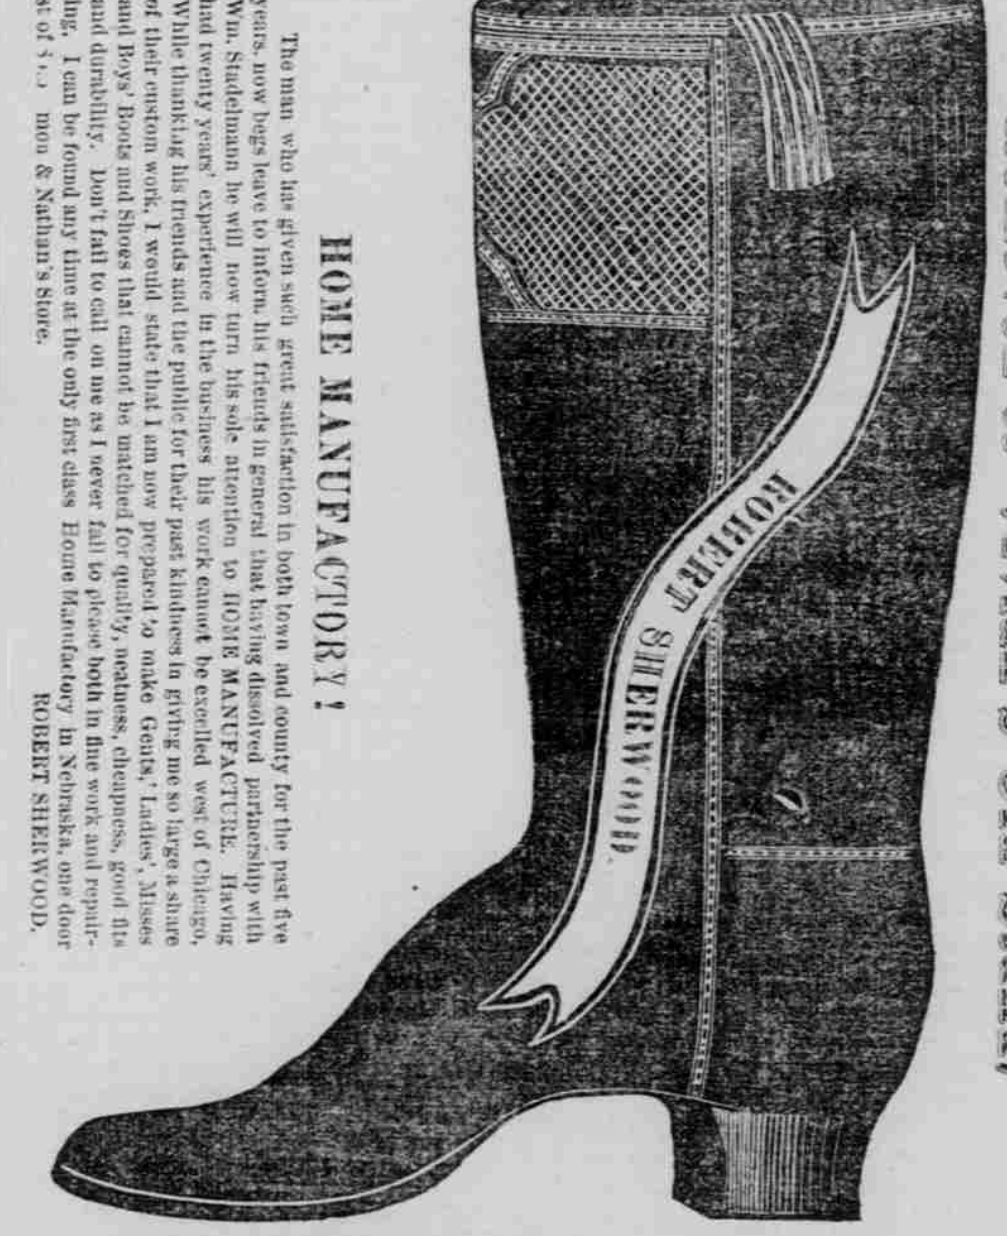 ROBERT SHERWOOD
HOME MANUFACTORY!
The man who has given such great satisfaction in both town and county for the past five
years, now begs leave to inform his friends in general that having dissolved partnership with
Wm. Stadelmann he will now turn his sole attention to HOME MANUFACTURE. Having
had twenty years' experience in the business his work cannot be excelled west of Chicago,
While thanking his friends and the public for their past kindness in giving me so large a share
of their custom work, I would state that I am now prepared to make Gents,' Ladies', Misses
and Boys' Boots and Shoes that cannot be matched for quality, neatness, cheapness, good fits
and durability. Don't fail to call on me as I never fail to please both in fine work and repair-
ing. I can be found any time at the only first class Home Manufactory in Nebraska, one door
of mon & Nathan's Store.
ROBERT SHERWOOD.